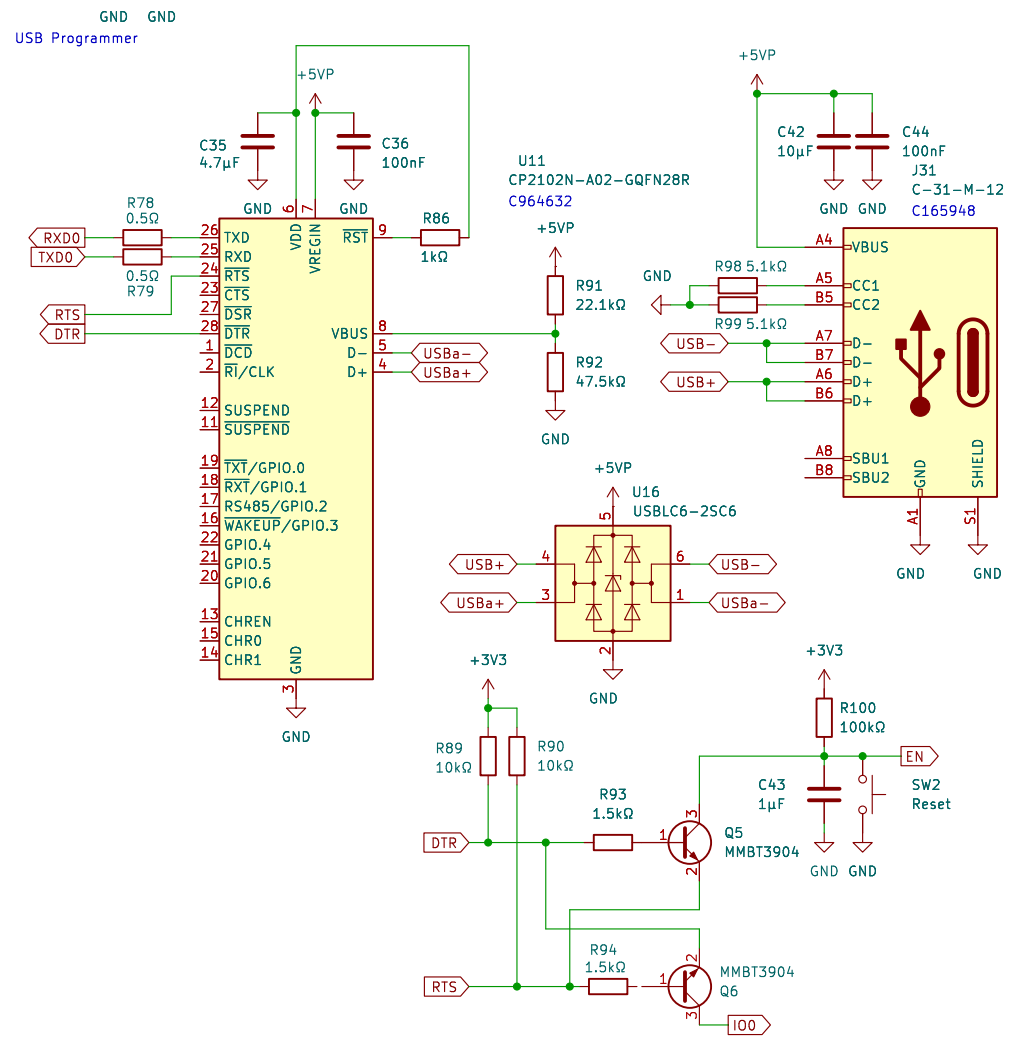 GND GND
USB Programmer
+5VP
C35
4.7µF
C36
100nF
GND
GND
6
7
R78
0.5Ω
0.5Ω
R79
RXD0
TXD0
RTS
DTR
26 TXD
25 RXD
24 RTS
23 CTS
27 DSR
28 DTR
1 DCD
2 RI/CLK
12 SUSPEND
11 SUSPEND
19 TXT/GPIO.0
18 RXT/GPIO.1
17 RS485/GPIO.2
16 WAKEUP/GPIO.3
22 GPIO.4
21 GPIO.5
20 GPIO.6
13 CHREN
15 CHR0
14 CHR1
VDD
VREGIN
RST 9
VBUS 8
D- 5
D+ 4
GND
3
GND
R86
1kΩ
USBa-
USBa+
U11
CP2102N-A02-GQFN28R
C964632
+5VP
R91
22.1kΩ
R92
47.5kΩ
GND
+5VP
C42
10µF
C44
100nF
GND GND
J31
C-31-M-12
C165948
GND
R98 5.1kΩ
R99 5.1kΩ
USB-
USB+
A4 VBUS
A5 CC1
B5 CC2
A7 D-
B7 D-
A6 D+
B6 D+
A8 SBU1
B8 SBU2
GND
SHIELD
A1
S1
GND
GND
+5VP
U16
USBLC6-2SC6
5
USB+ 4
USBa+ 3
6 USB-
1 USBa-
2
GND
+3V3
R89
10kΩ
R90
10kΩ
DTR
R93
1.5kΩ
1
3
2
Q5
MMBT3904
RTS
R94
1.5kΩ
1
2
3
MMBT3904
Q6
IO0
+3V3
R100
100kΩ
EN
C43
1µF
SW2
Reset
GND GND